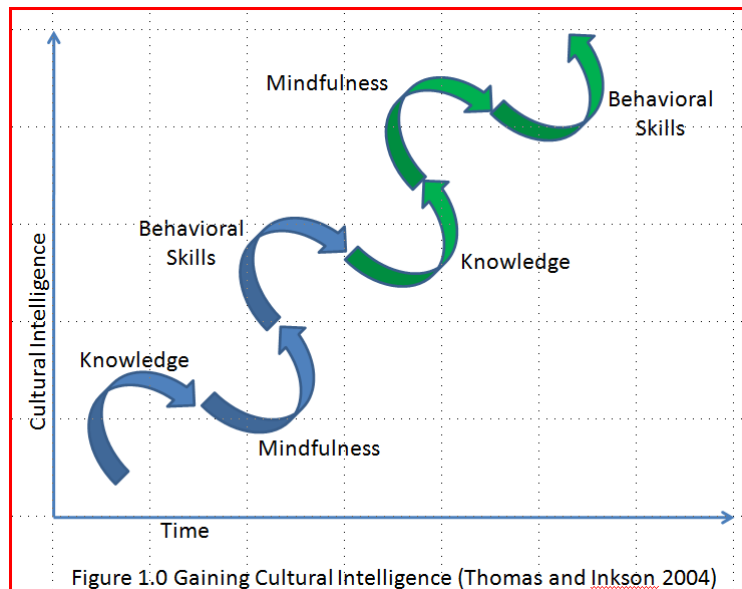 Mindfulness
Behavioral
Skills
Behavioral
Skills
Knowledge
Cultural Intelligence
Knowledge
Mindfulness
Time
Figure 1.0 Gaining Cultural Intelligence (Thomas and Inkson 2004)